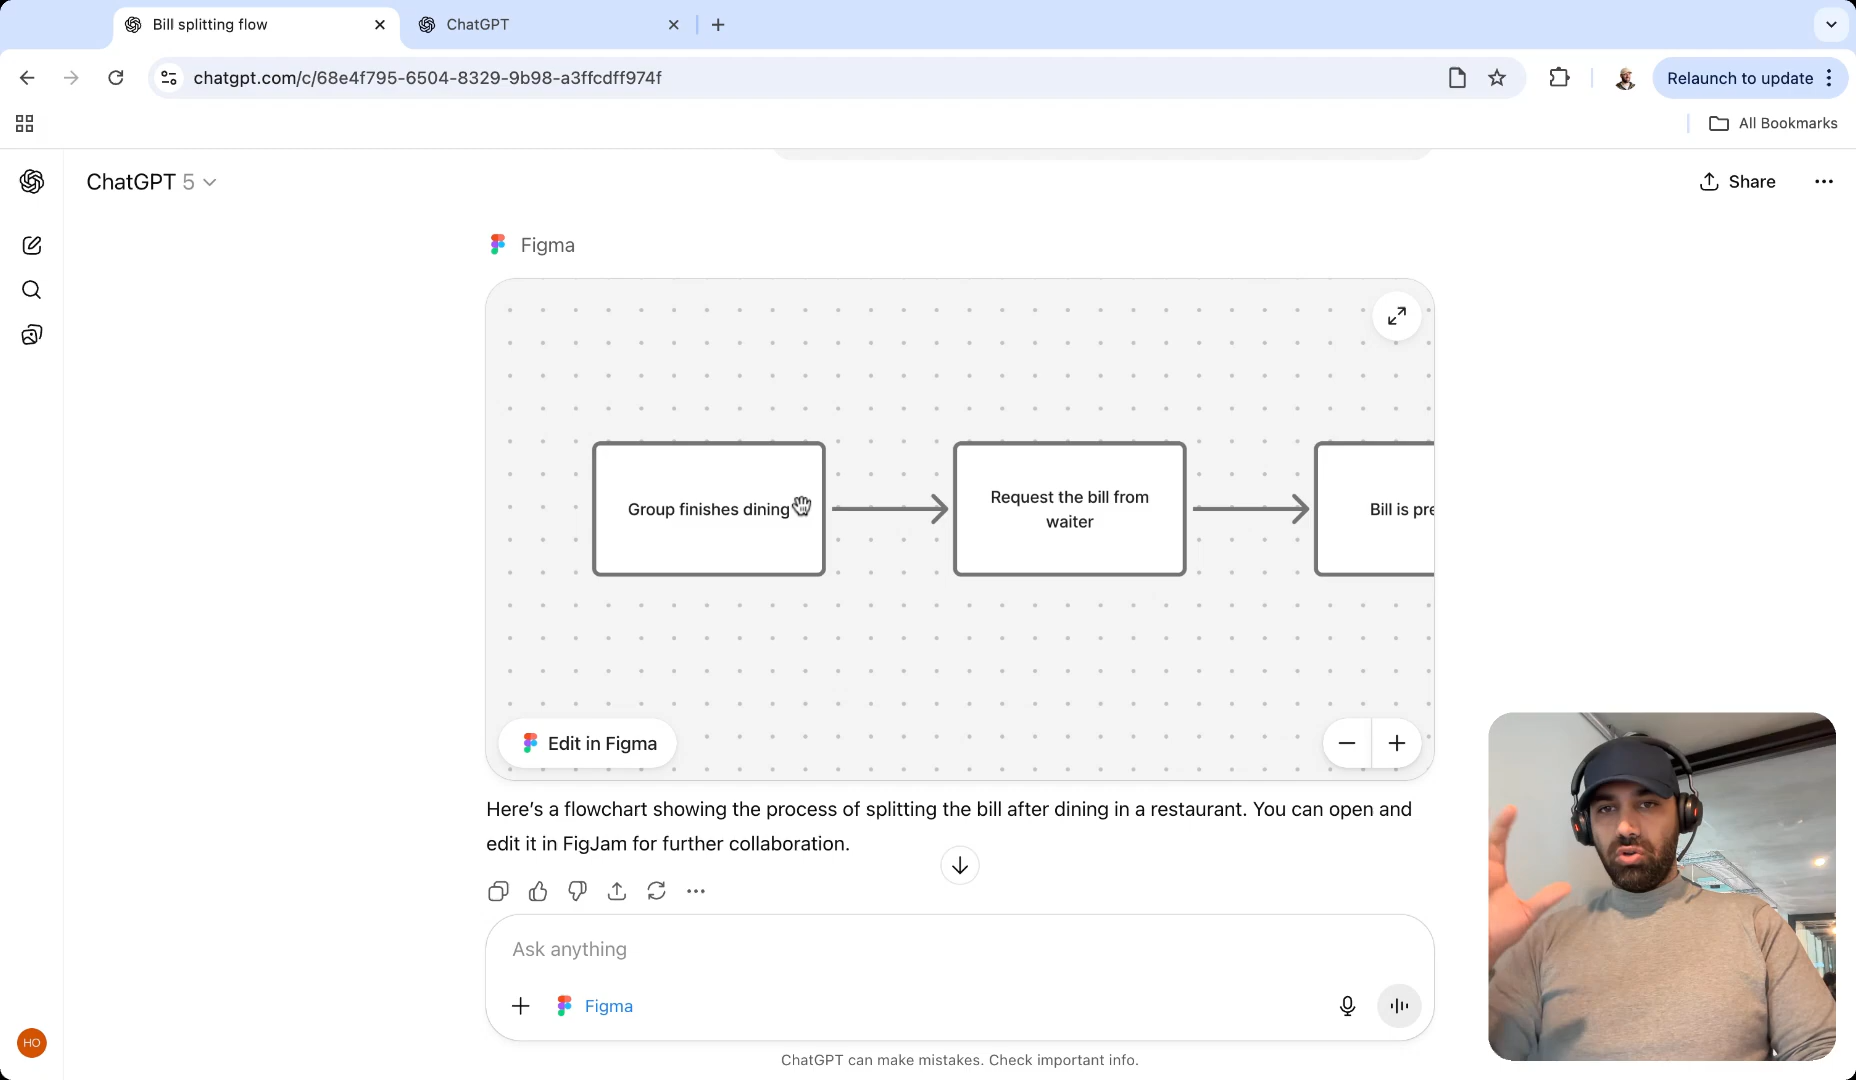 Bill splitting flow
ChatGPT
chatgpt.com/c/68e4f795-6504-8329-9b98-a3ffcdff974f
Relaunch to update
All Bookmarks
ChatGPT 5
Share
Figma
Group finishes dining
Request the bill from
waiter
Bill is pre
Edit in Figma
Here's a flowchart showing the process of splitting the bill after dining in a restaurant. You can open and
edit it in FigJam for further collaboration.
Ask anything
Figma
HO
ChatGPT can make mistakes. Check important info.